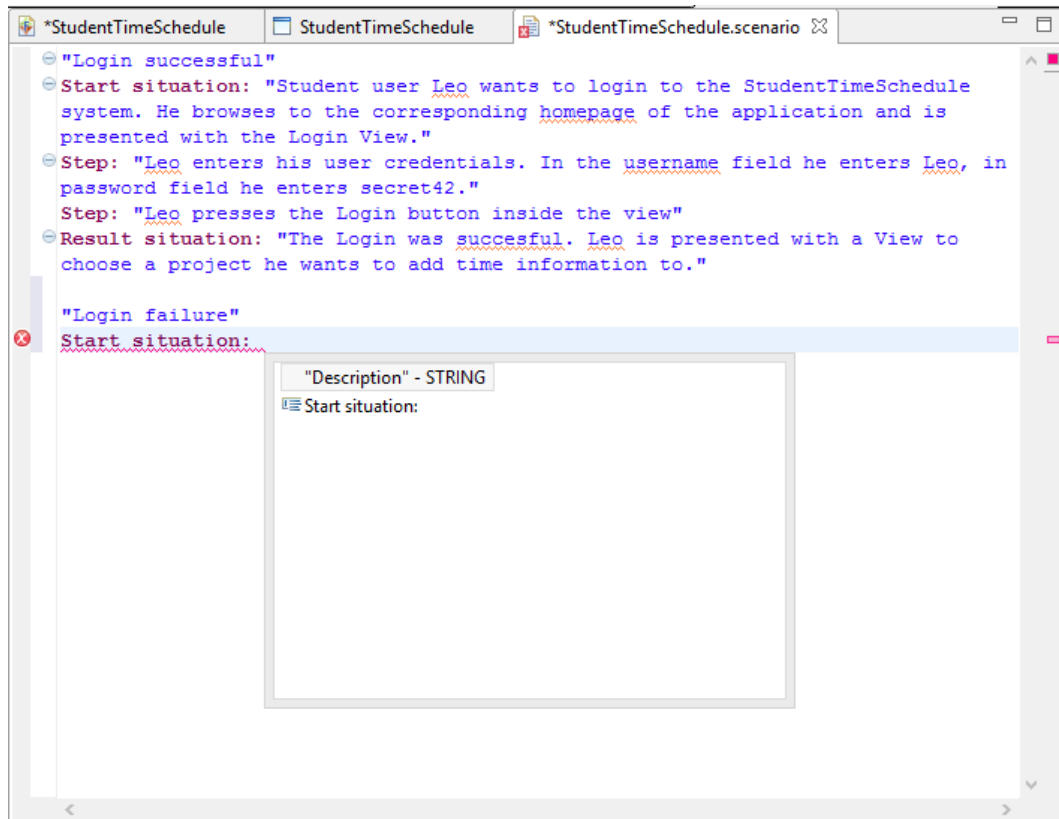 *StudentTimeSchedule StudentTimeSchedule *StudentTimeSchedule.scenario
"Login successful"
Start situation: "Student user Leo wants to login to the StudentTimeSchedule
system. He browses to the corresponding homepage of the application and is
presented with the Login View."
Step: "Leo enters his user credentials. In the username field he enters Leo, in
password field he enters secret42."
Step: "Leo presses the Login button inside the view"
Result situation: "The Login was succesful. Leo is presented with a View to
choose a project he wants to add time information to."
"Login failure"
Start situation:
"Description" - STRING
Start situation: